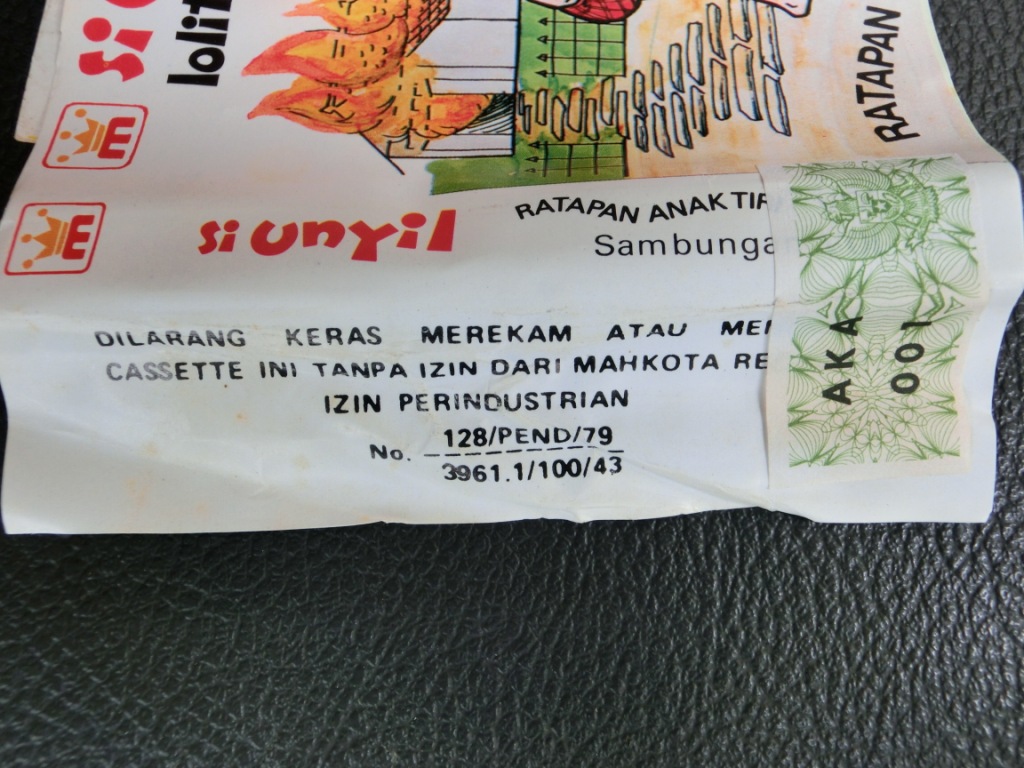 si
lolit
RATAPAN
si unyil
RATAPAN ANAK TIR
Sambunga
DILARANG KERAS MEREKAM ATAU ME
CASSETTE INI TANPA IZIN DARI MAHKOTA RE
IZIN PERINDUSTRIAN
No. 128/PEND/79
3961.1/100/43
AKA
001
m
m